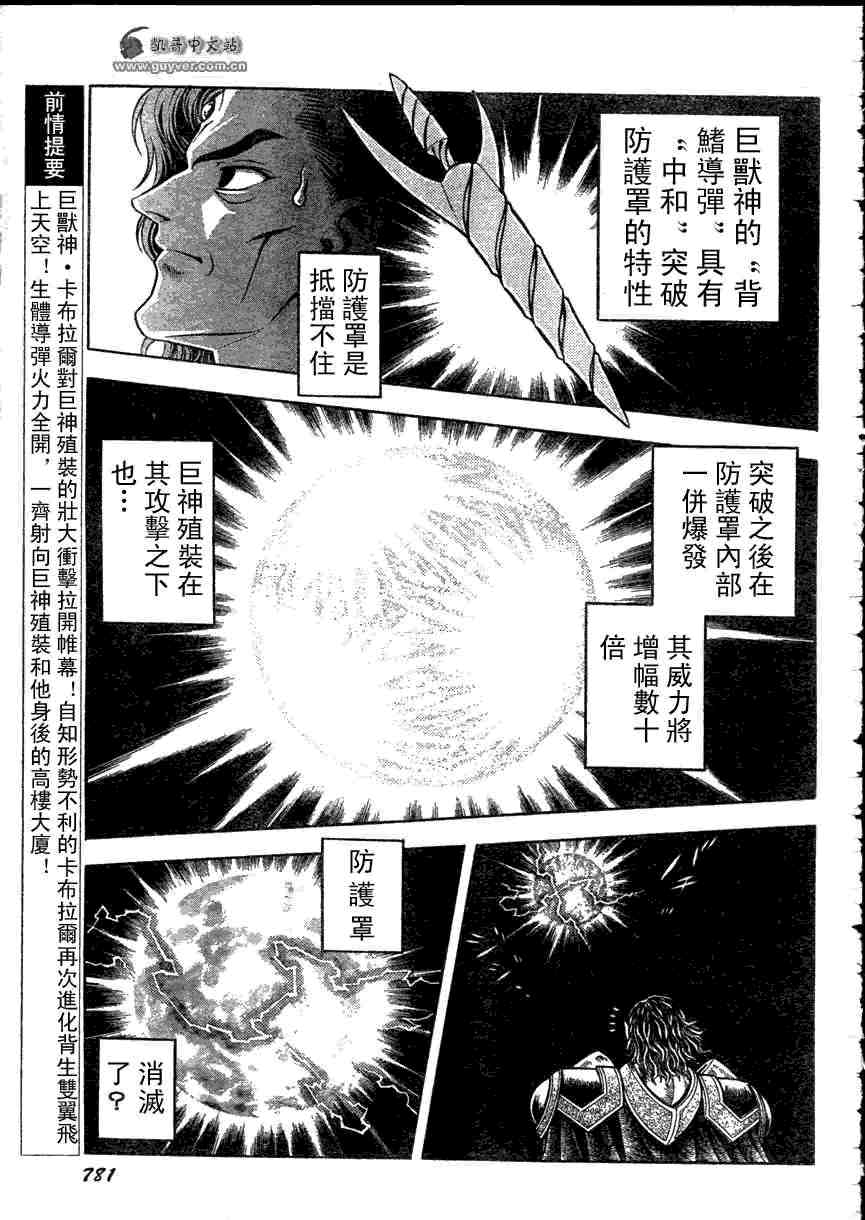 凱哥中文站
www.guyver.com.cn
前情提要
巨獸神・卡布拉爾對巨神殖裝的壯大衝擊拉開帷幕！自知形勢不利的卡布拉爾再次進化背生雙翼飛
上天空！生體導彈火力全開，一齊射向巨神殖裝和他身後的高樓大廈！
巨獸神的“背
鰭導彈”具有
“中和”突破
防護罩的特性
防護罩是
抵擋不住
突破之後在
防護罩內部
一併爆發
其威力將
增幅數十
倍
巨神殖裝在
其攻擊之下
也…
防護罩
消滅
了？
781